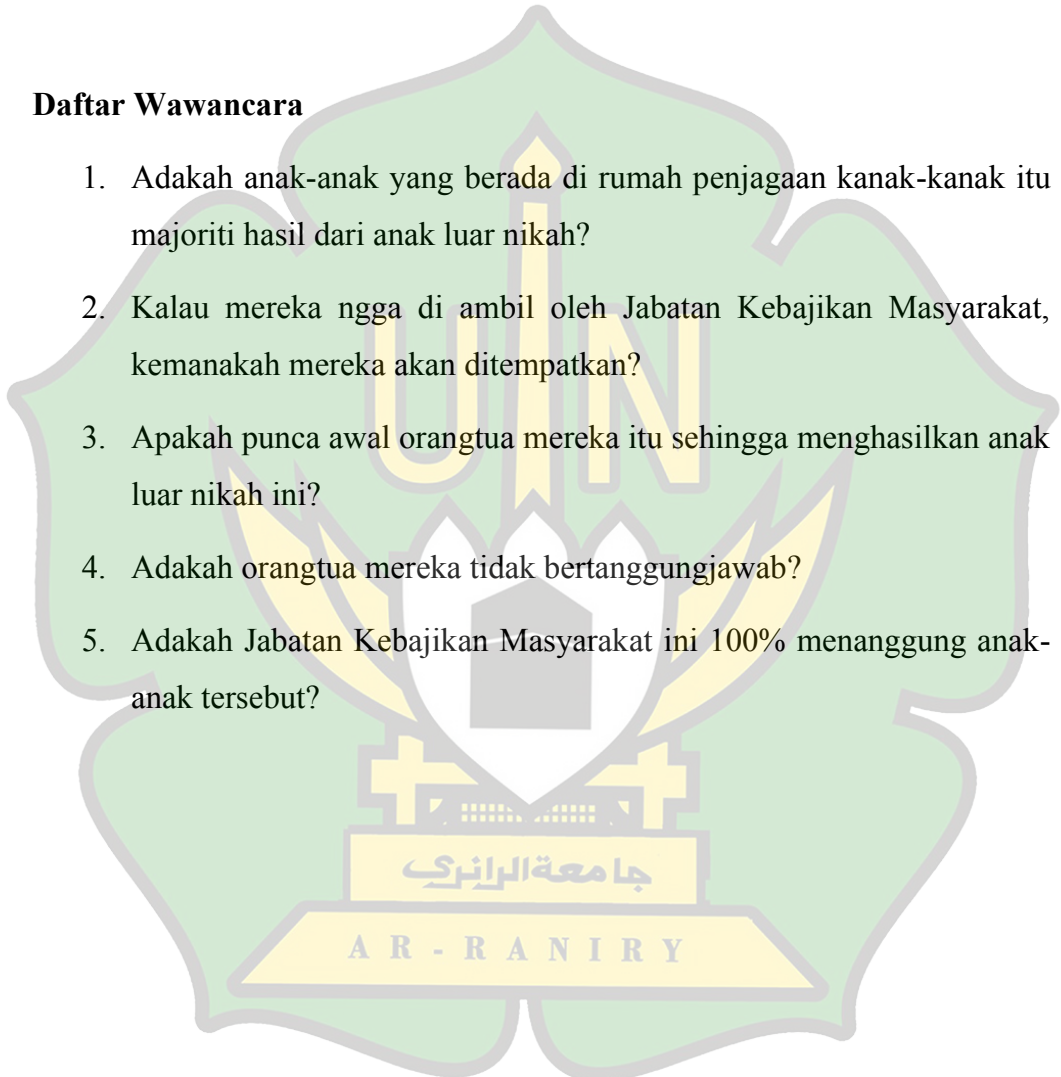 Daftar Wawancara
1. Adakah anak-anak yang berada di rumah penjagaan kanak-kanak itu
majoriti hasil dari anak luar nikah?
2. Kalau mereka ngga di ambil oleh Jabatan Kebajikan Masyarakat,
kemanakah mereka akan ditempatkan?
3. Apakah punca awal orangtua mereka itu sehingga menghasilkan anak
luar nikah ini?
4. Adakah orangtua mereka tidak bertanggungjawab?
5. Adakah Jabatan Kebajikan Masyarakat ini 100% menanggung anak-
anak tersebut?
UIN
جامعةالرانري
AR-RANIRY